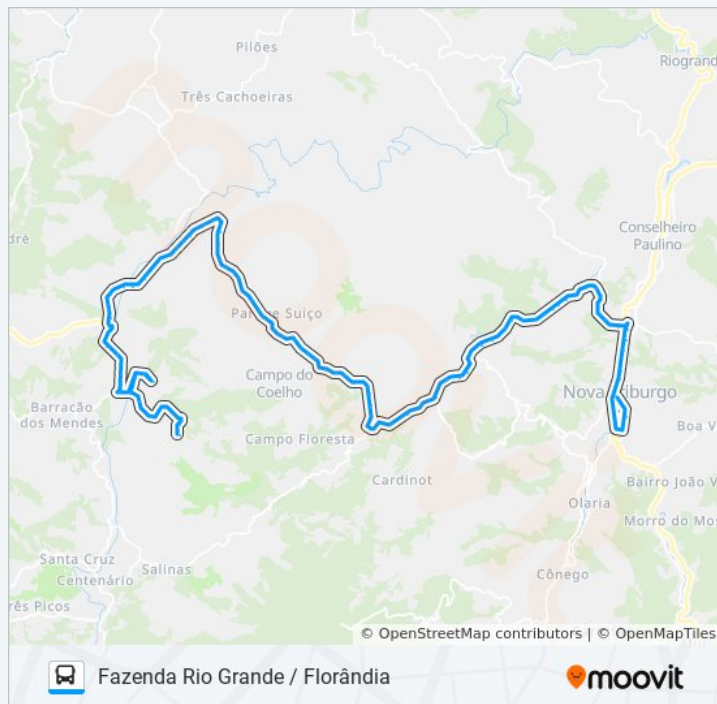 Pilões
Três Cachoeiras
Riogrand
Conselheiro
Paulino
Parque Suiço
Campo do
Coelho
Nova Friburgo
Barracão
dos Mendes
Campo Floresta
Boa V
Cardinot
Bairro João V
Olaria
Morro do Mos
Santa Cruz
Centenário
Salinas
Cônego
rês Picos
© OpenStreetMap contributors | © OpenMapTiles
Fazenda Rio Grande / Florândia
moovit